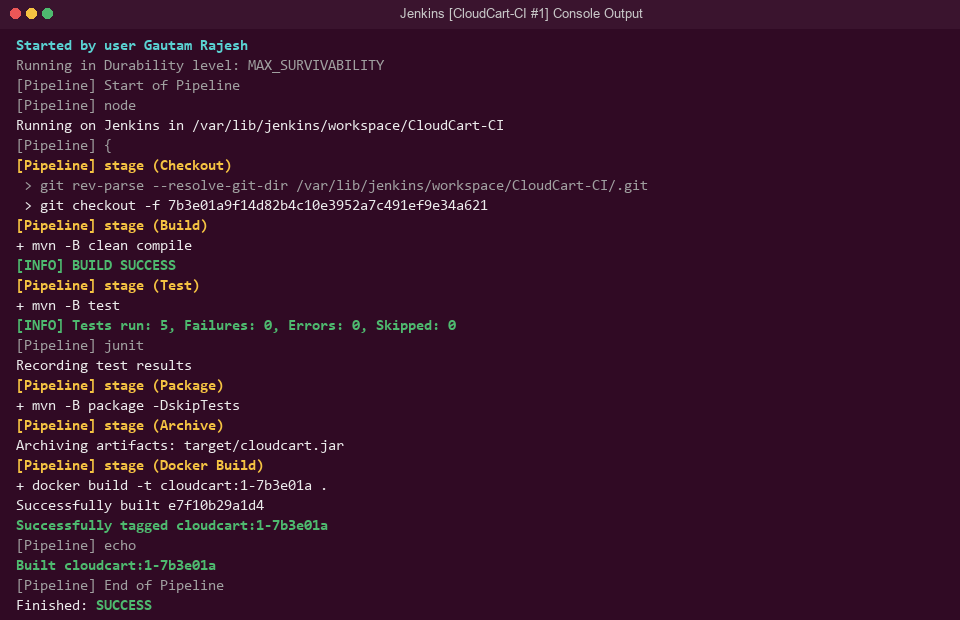 Jenkins [CloudCart-CI #1] Console Output
Started by user Gautam Rajesh
Running in Durability level: MAX_SURVIVABILITY
[Pipeline] Start of Pipeline
[Pipeline] node
Running on Jenkins in /var/lib/jenkins/workspace/CloudCart-CI
[Pipeline] {
[Pipeline] stage (Checkout)
 > git rev-parse --resolve-git-dir /var/lib/jenkins/workspace/CloudCart-CI/.git
 > git checkout -f 7b3e01a9f14d82b4c10e3952a7c491ef9e34a621
[Pipeline] stage (Build)
+ mvn -B clean compile
[INFO] BUILD SUCCESS
[Pipeline] stage (Test)
+ mvn -B test
[INFO] Tests run: 5, Failures: 0, Errors: 0, Skipped: 0
[Pipeline] junit
Recording test results
[Pipeline] stage (Package)
+ mvn -B package -DskipTests
[Pipeline] stage (Archive)
Archiving artifacts: target/cloudcart.jar
[Pipeline] stage (Docker Build)
+ docker build -t cloudcart:1-7b3e01a .
Successfully built e7f10b29a1d4
Successfully tagged cloudcart:1-7b3e01a
[Pipeline] echo
Built cloudcart:1-7b3e01a
[Pipeline] End of Pipeline
Finished: SUCCESS